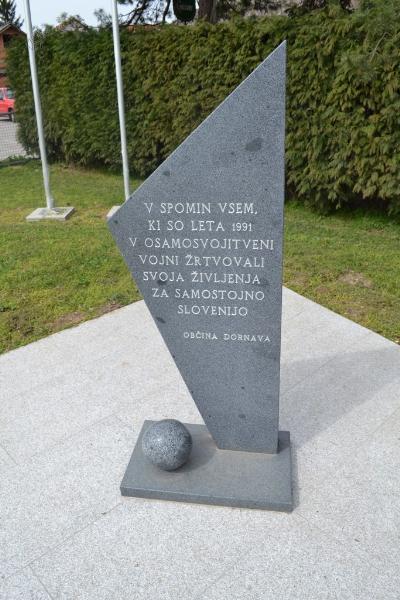 V SPOMIN VSEM,
KI SO LETA 1991
V OSAMOSVOJITVENI
VOJNI ŽRTVOVALI
SVOJA ŽIVLJENJA
ZA SAMOSTOJNO
SLOVENIJO
OBČINA DORNAVA